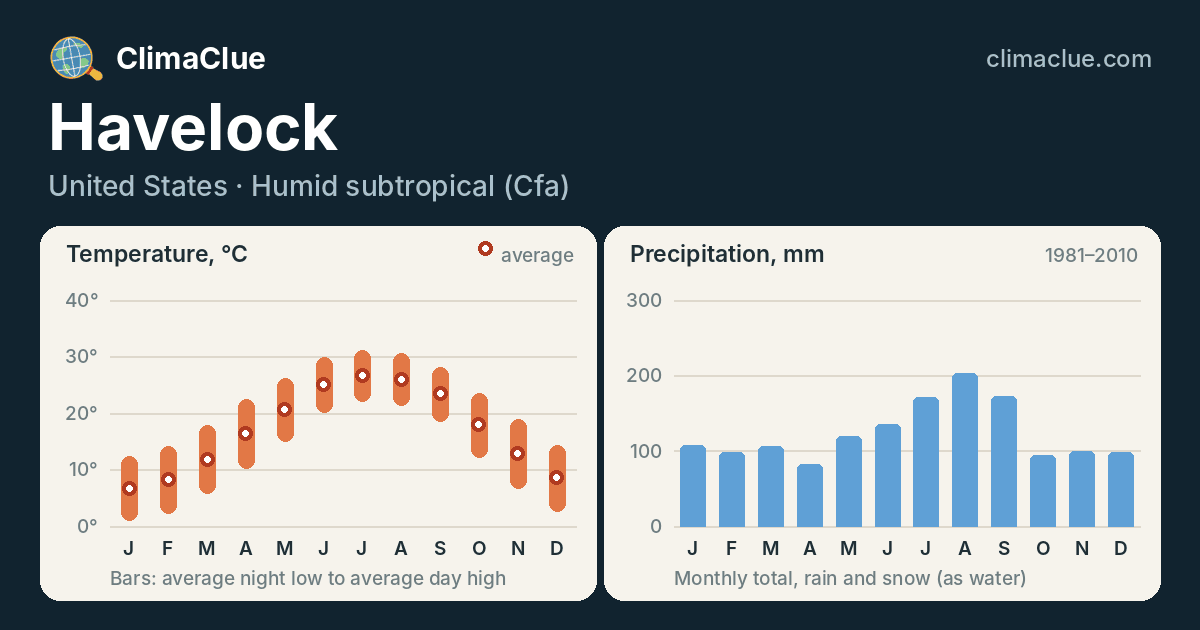 ClimaClue
climaclue.com
Havelock
United States · Humid subtropical (Cfa)
Temperature, °C
average
40°
30°
20°
10°
0°
J F M A M J J A S O N D
Bars: average night low to average day high
Precipitation, mm
1981–2010
300
200
100
0
J F M A M J J A S O N D
Monthly total, rain and snow (as water)